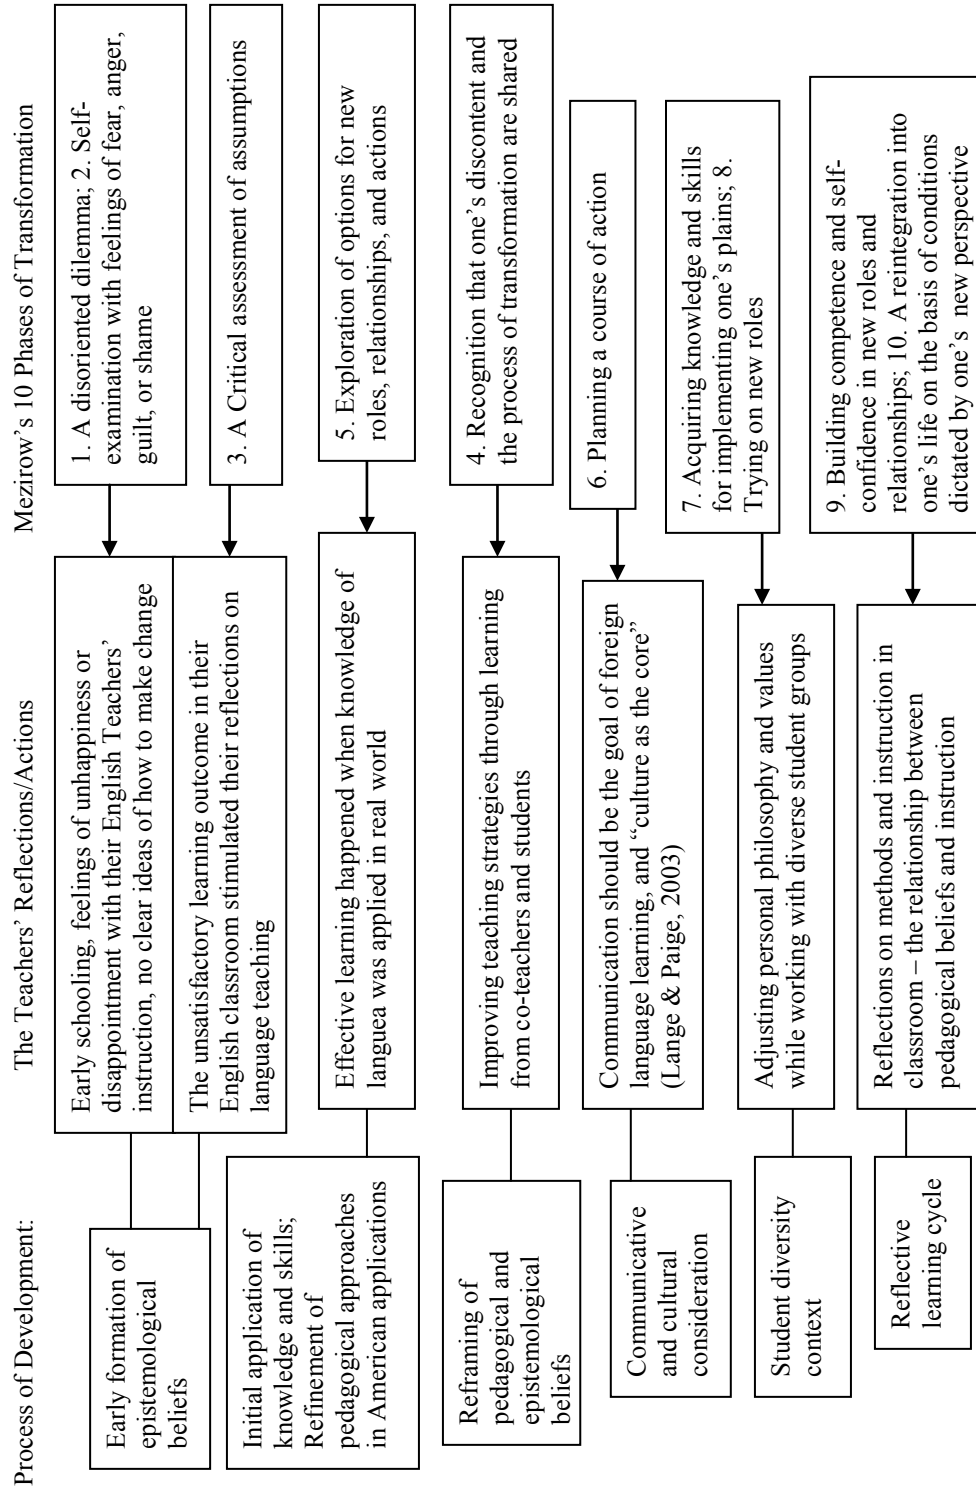 Process of Development:
The Teachers’ Reflections/Actions
Mezirow’s 10 Phases of Transformation
Early formation of
epistemological
beliefs
Early schooling, feelings of unhappiness or
disappointment with their English Teachers’
instruction, no clear ideas of how to make change
1. A disoriented dilemma; 2. Self-
examination with feelings of fear, anger,
guilt, or shame
The unsatisfactory learning outcome in their
English classroom stimulated their reflections on
language teaching
3. A Critical assessment of assumptions
Initial application of
knowledge and skills;
Refinement of
pedagogical approaches
in American applications
Effective learning happened when knowledge of
languea was applied in real world
5. Exploration of options for new
roles, relationships, and actions
Reframing of
pedagogical and
epistemological
beliefs
Improving teaching strategies through learning
from co-teachers and students
4. Recognition that one’s discontent and
the process of transformation are shared
Communicative
and cultural
consideration
Communication should be the goal of foreign
language learning, and “culture as the core”
(Lange & Paige, 2003)
6. Planning a course of action
Student diversity
context
Adjusting personal philosophy and values
while working with diverse student groups
7. Acquiring knowledge and skills
for implementing one’s plains; 8.
Trying on new roles
Reflective
learning cycle
Reflections on methods and instruction in
classroom – the relationship between
pedagogical beliefs and instruction
9. Building competence and self-
confidence in new roles and
relationships; 10. A reintegration into
one’s life on the basis of conditions
dictated by one’s new perspective